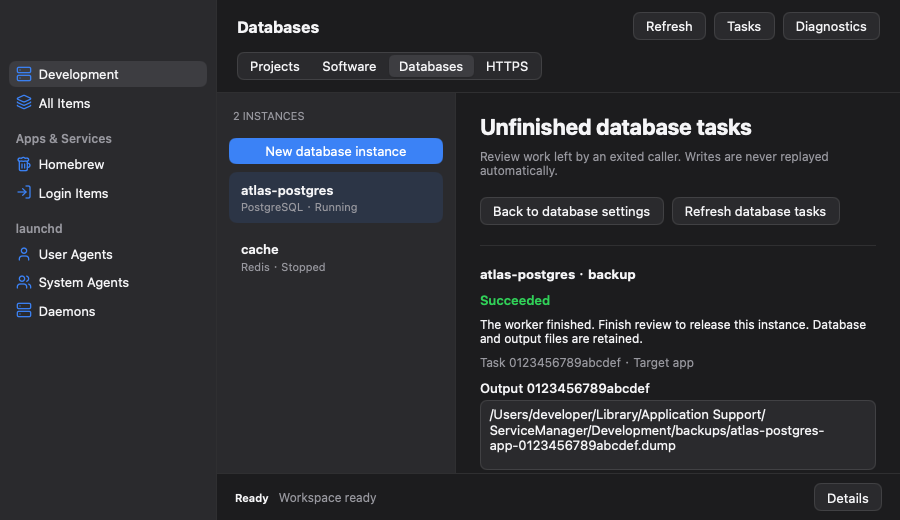 Databases
Refresh
Tasks
Diagnostics
Projects
Software
Databases
HTTPS
Development
All Items
Apps & Services
Homebrew
Login Items
launchd
User Agents
System Agents
Daemons
2 INSTANCES
New database instance
atlas-postgres
PostgreSQL · Running
cache
Redis · Stopped
Unfinished database tasks
Review work left by an exited caller. Writes are never replayed
automatically.
Back to database settings
Refresh database tasks
atlas-postgres · backup
Succeeded
The worker finished. Finish review to release this instance. Database
and output files are retained.
Task 0123456789abcdef · Target app
Output 0123456789abcdef
/Users/developer/Library/Application Support/
ServiceManager/Development/backups/atlas-postgres-
app-0123456789abcdef.dump
Ready
Workspace ready
Details